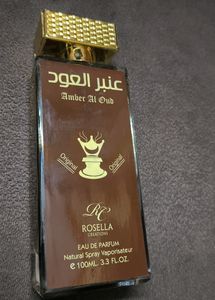 عنبر العود
Amber Al Oud
Original
Original
RC
ROSELLA
CREATIONS
EAU DE PARFUM
Natural Spray Vaporisateur
e 100ML. 3.3 FL.OZ.